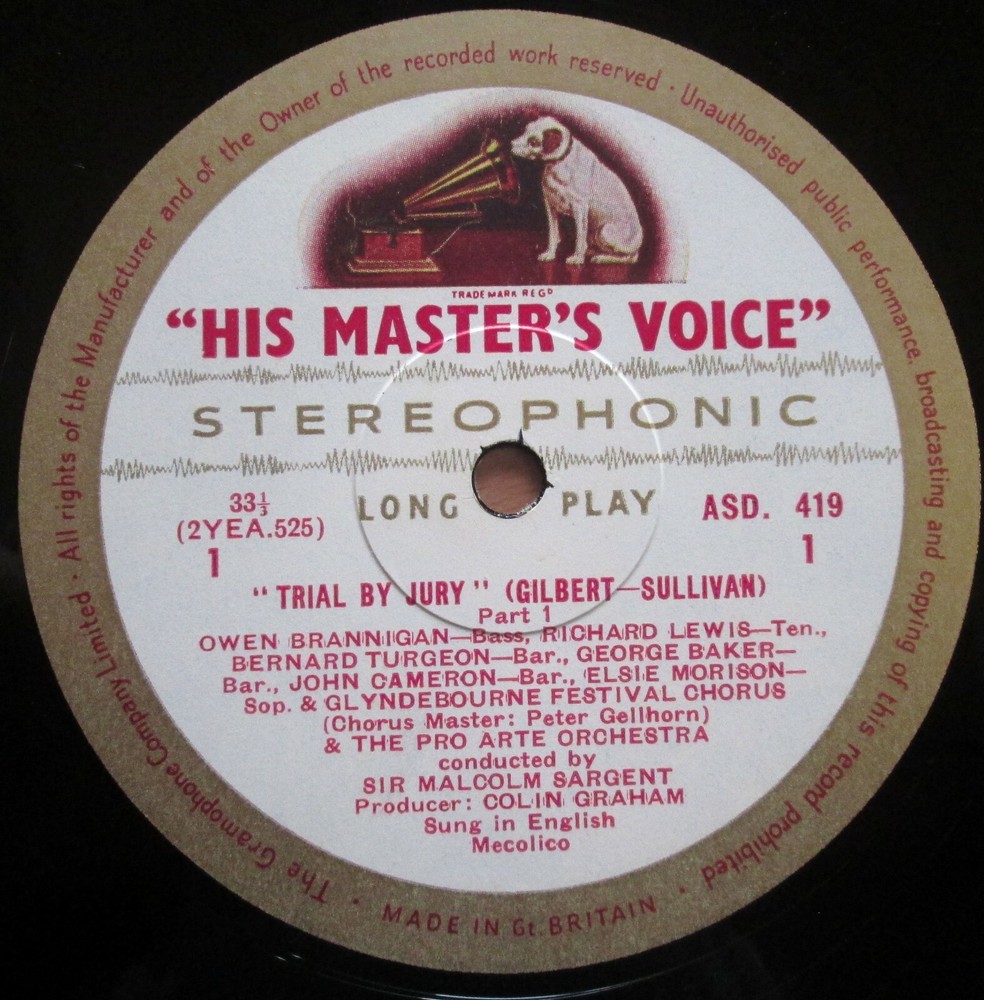 The Gramophone Company Limited · All rights of the Manufacturer and of the Owner of the recorded work reserved · Unauthorised public performance, broadcasting and copying of this record prohibited ·
TRADE MARK REGD
“HIS MASTER'S VOICE”
STEREOPHONIC
LONG PLAY
33⅓
(2YEA.525)
1
ASD. 419
1
“TRIAL BY JURY” (GILBERT—SULLIVAN)
Part 1
OWEN BRANNIGAN—Bass, RICHARD LEWIS—Ten.,
BERNARD TURGEON—Bar., GEORGE BAKER—
Bar., JOHN CAMERON—Bar., ELSIE MORISON—
Sop. & GLYNDEBOURNE FESTIVAL CHORUS
(Chorus Master: Peter Gellhorn)
& THE PRO ARTE ORCHESTRA
conducted by
SIR MALCOLM SARGENT
Producer: COLIN GRAHAM
Sung in English
Mecolico
MADE IN Gt. BRITAIN